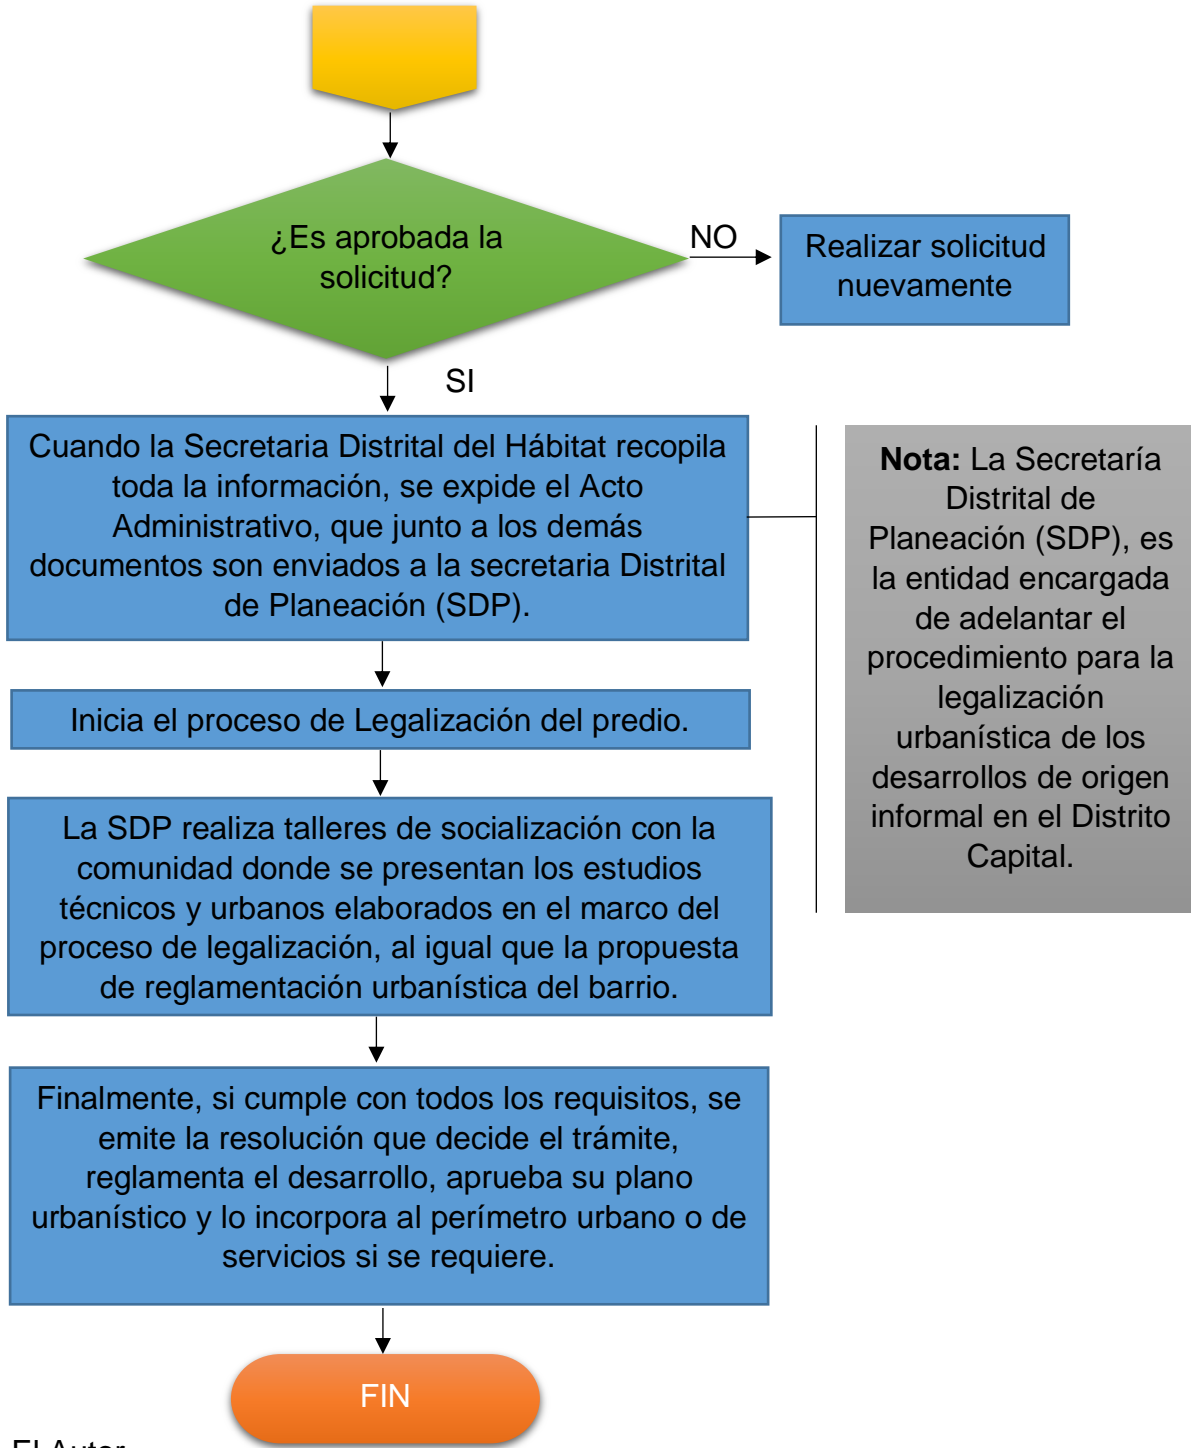 ¿Es aprobada la
solicitud?
NO
Realizar solicitud
nuevamente
SI
Cuando la Secretaria Distrital del Hábitat recopila
toda la información, se expide el Acto
Administrativo, que junto a los demás
documentos son enviados a la secretaria Distrital
de Planeación (SDP).
Nota: La Secretaría
Distrital de
Planeación (SDP), es
la entidad encargada
de adelantar el
procedimiento para la
legalización
urbanística de los
desarrollos de origen
informal en el Distrito
Capital.
Inicia el proceso de Legalización del predio.
La SDP realiza talleres de socialización con la
comunidad donde se presentan los estudios
técnicos y urbanos elaborados en el marco del
proceso de legalización, al igual que la propuesta
de reglamentación urbanística del barrio.
Finalmente, si cumple con todos los requisitos, se
emite la resolución que decide el trámite,
reglamenta el desarrollo, aprueba su plano
urbanístico y lo incorpora al perímetro urbano o de
servicios si se requiere.
FIN
El Autor